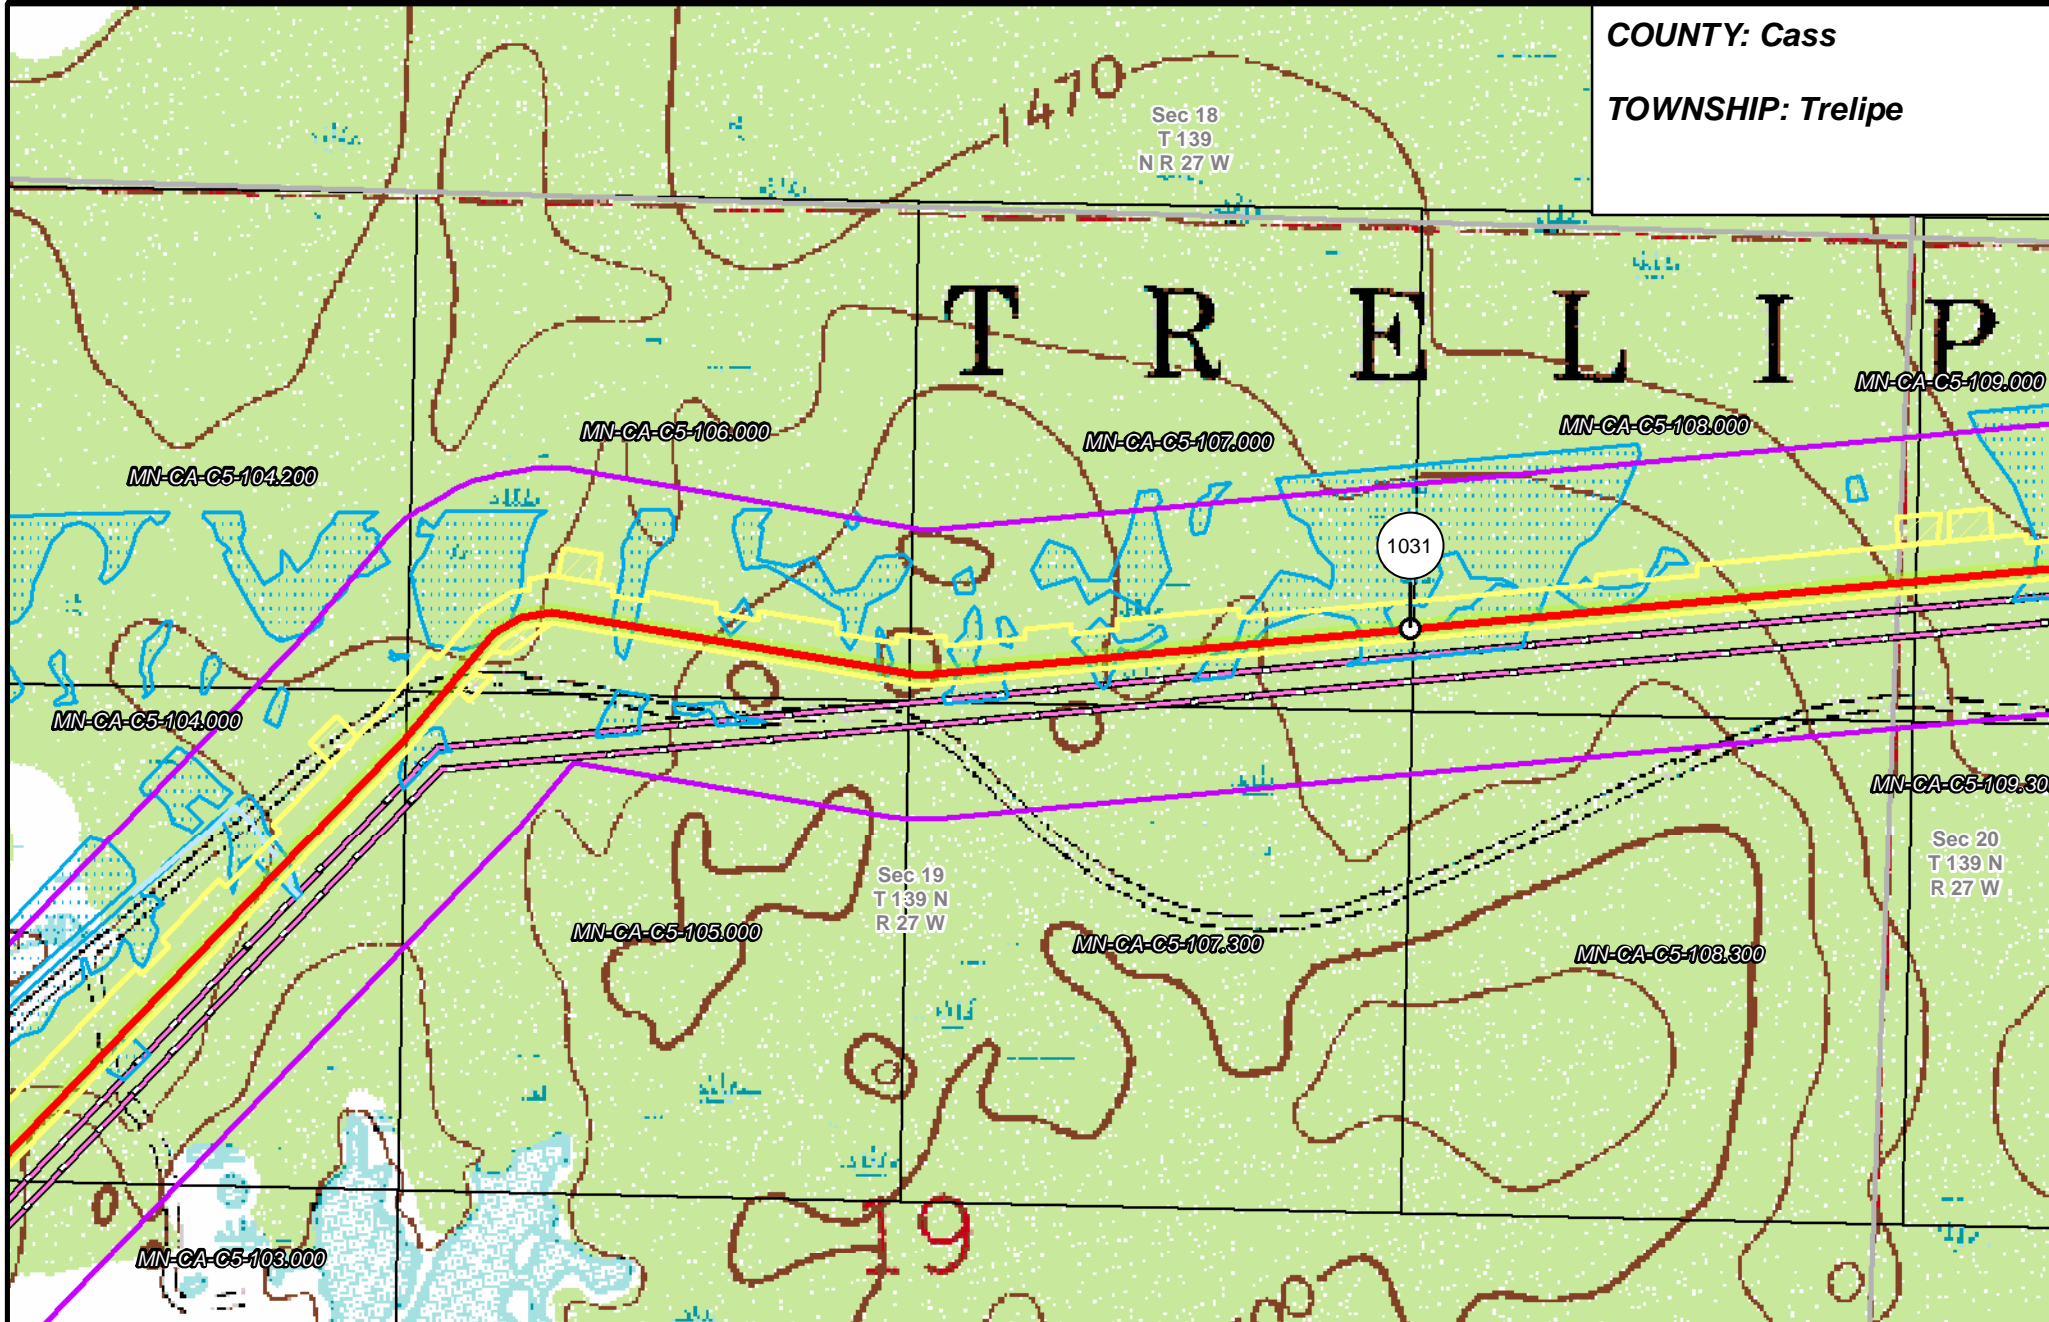 COUNTY: Cass
TOWNSHIP: Trelipe
1470
Sec 18
T 139
N R 27 W
T R E L I P
MN-CA-C5-109.000
MN-CA-C5-106.000
MN-CA-C5-107.000
MN-CA-C5-108.000
MN-CA-C5-104.200
1031
MN-CA-C5-104.000
MN-CA-C5-109.30
Sec 19
T 139 N
R 27 W
Sec 20
T 139 N
R 27 W
MN-CA-C5-105.000
MN-CA-C5-107.300
MN-CA-C5-108.300
19
MN-CA-C5-103.000